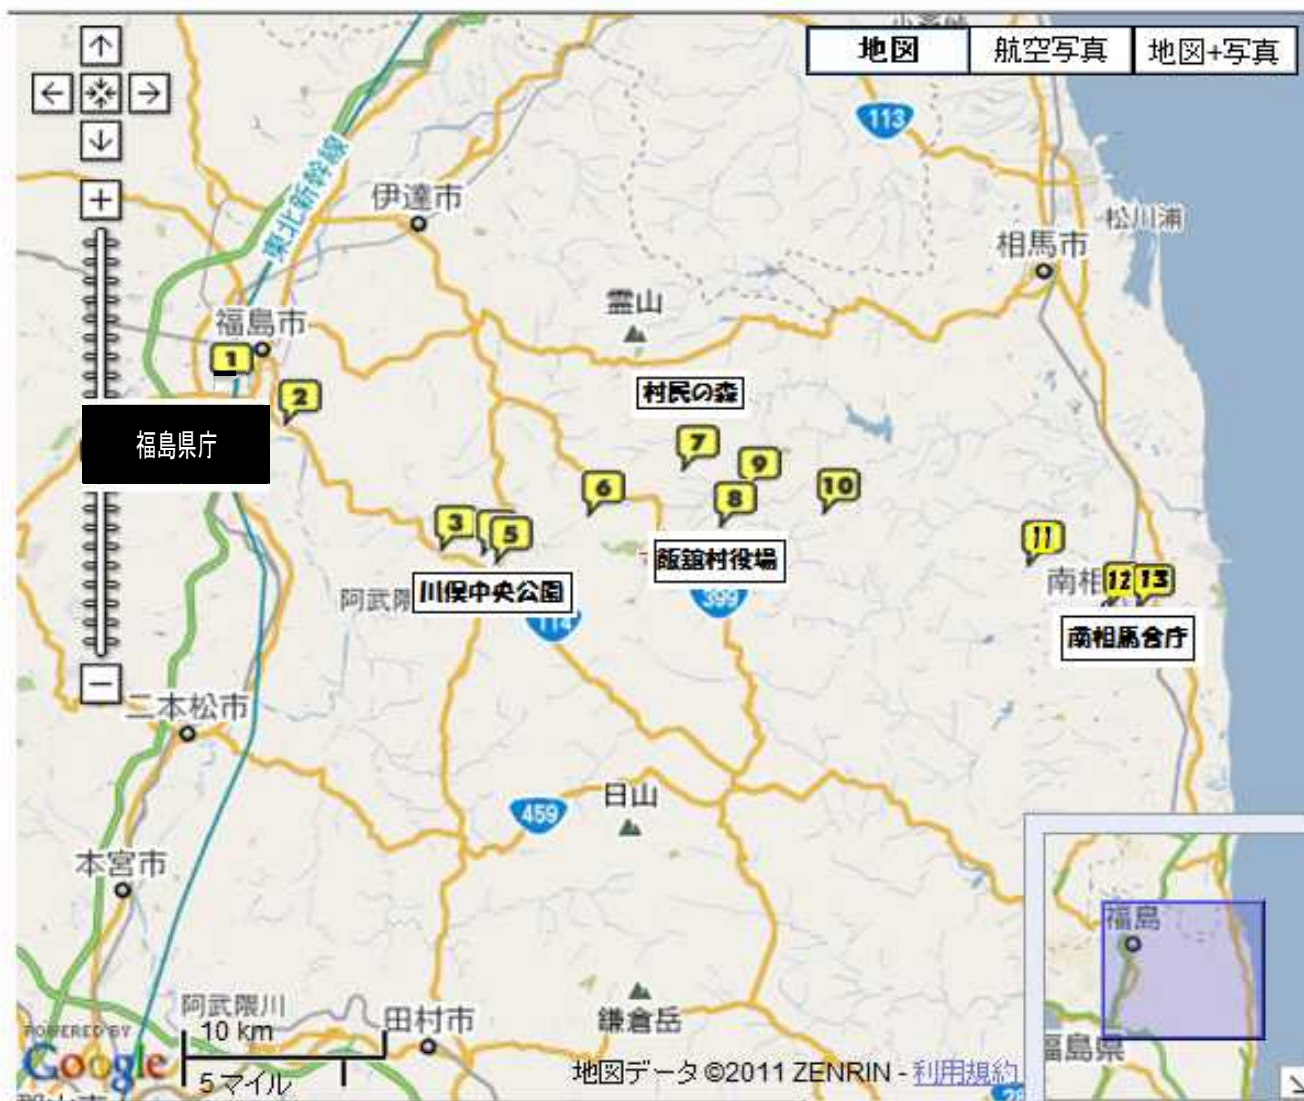 地図
航空写真
地図+写真
113
東北新幹線
伊達市
松川浦
相馬市
霊山
福島市
1
村民の森
2
福島県庁
7
9
6
8
10
3
5
11
飯舘村役場
南相
12
13
阿武隈
川俣中央公園
399
114
南相馬合庁
二本松市
日山
459
本宮市
福島
阿武隈川
10 km
田村市
鎌倉岳
福島県
POWERED BY
Google
5 マイル
地図データ ©2011 ZENRIN - 利用規約